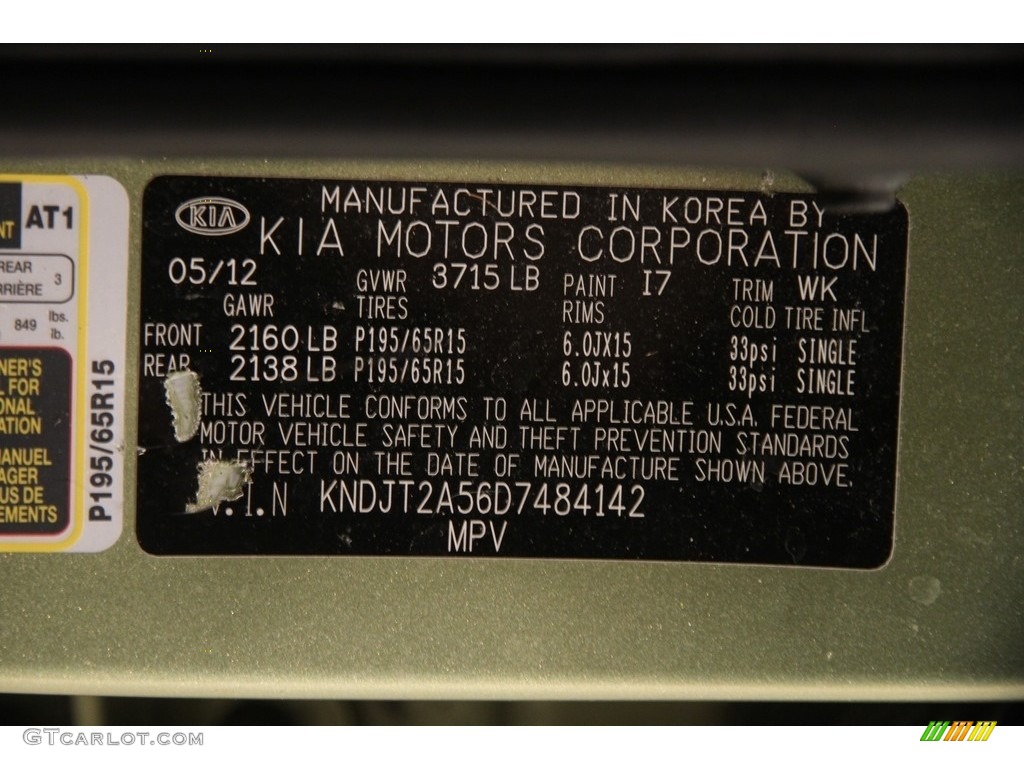 KIA
MANUFACTURED IN KOREA BY
KIA MOTORS CORPORATION
05/12 GVWR 3715 LB PAINT I7 TRIM WK
GAWR TIRES RIMS COLD TIRE INFL
FRONT 2160 LB P195/65R15 6.0JX15 33psi SINGLE
REAR 2138 LB P195/65R15 6.0Jx15 33psi SINGLE
THIS VEHICLE CONFORMS TO ALL APPLICABLE U.S.A. FEDERAL
MOTOR VEHICLE SAFETY AND THEFT PREVENTION STANDARDS
IN EFFECT ON THE DATE OF MANUFACTURE SHOWN ABOVE.
V.I.N KNDJT2A56D7484142
MPV
NT AT1
REAR 3
RRIÈRE
849 lbs.
lb.
NER'S
L FOR
ONAL
ATION
MANUEL
AGER
US DE
EMENTS
P195/65R15
GTCARLOT.COM